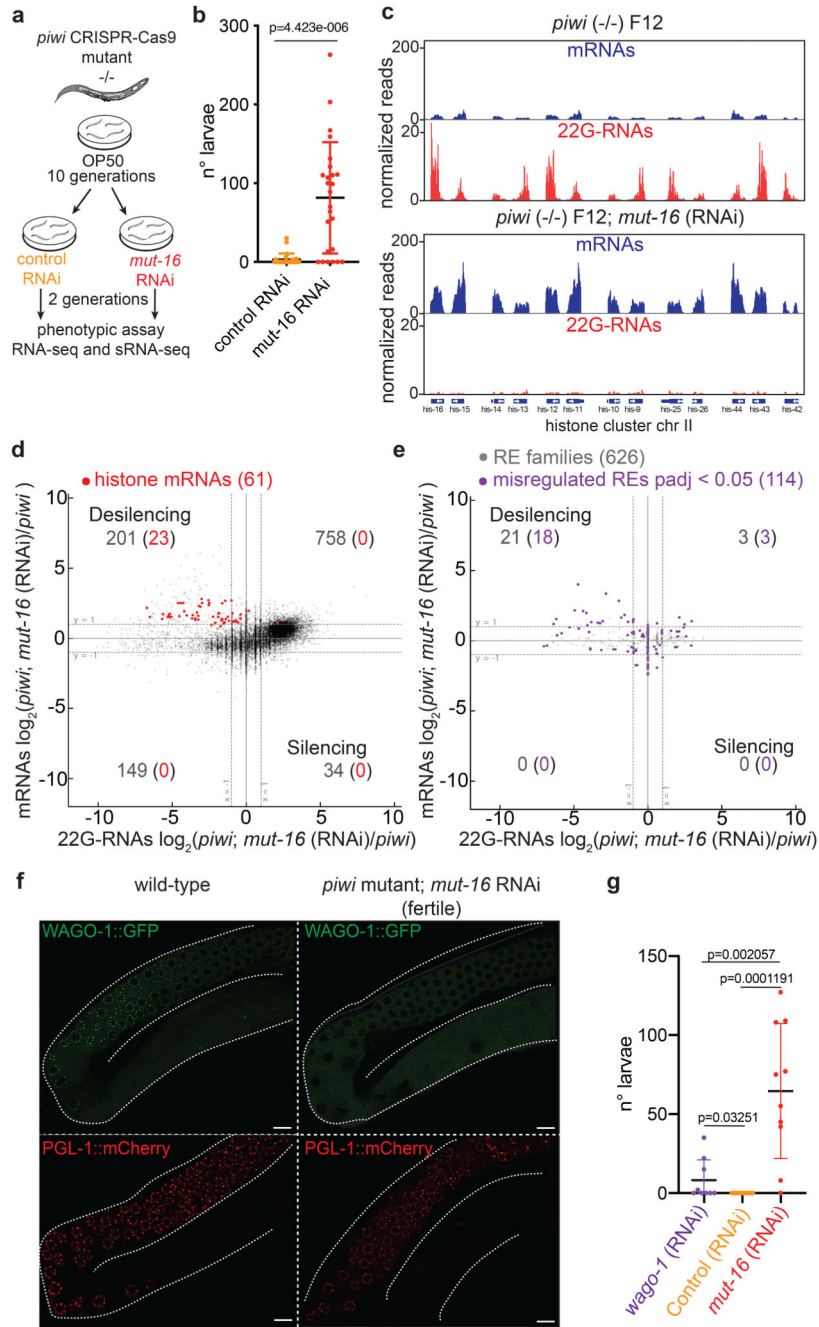 a
piwi CRISPR-Cas9
mutant
-/-
OP50
10 generations
control
RNAi
mut-16
RNAi
2 generations
phenotypic assay
RNA-seq and sRNA-seq
b
p=4.423e-006
300
200
100
0
n° larvae
control RNAi
mut-16 RNAi
c
piwi (-/-) F12
200
mRNAs
0
20
22G-RNAs
0
normalized reads
piwi (-/-) F12; mut-16 (RNAi)
200
mRNAs
0
20
22G-RNAs
0
normalized reads
his-16 his-15 his-14 his-13 his-12 his-11 his-10 his-9 his-25 his-26 his-44 his-43 his-42
histone cluster chr II
d
histone mRNAs (61)
10
5
0
-5
-10
Desilencing
201 (23)
758 (0)
y = 1
y = -1
149 (0)
Silencing
34 (0)
x = -1
x = 1
-10 -5 0 5 10
mRNAs log2(piwi; mut-16 (RNAi)/piwi)
22G-RNAs log2(piwi; mut-16 (RNAi)/piwi)
e
RE families (626)
misregulated REs padj < 0.05 (114)
10
5
0
-5
-10
Desilencing
21 (18)
3 (3)
y = 1
y = -1
0 (0)
Silencing
0 (0)
x = -1
x = 1
-10 -5 0 5 10
mRNAs log2(piwi; mut-16 (RNAi)/piwi)
22G-RNAs log2(piwi; mut-16 (RNAi)/piwi)
f
wild-type
piwi mutant; mut-16 RNAi
(fertile)
WAGO-1::GFP
WAGO-1::GFP
PGL-1::mCherry
PGL-1::mCherry
g
150
100
50
0
p=0.002057
p=0.0001191
p=0.03251
n° larvae
wago-1 (RNAi)
Control (RNAi)
mut-16 (RNAi)